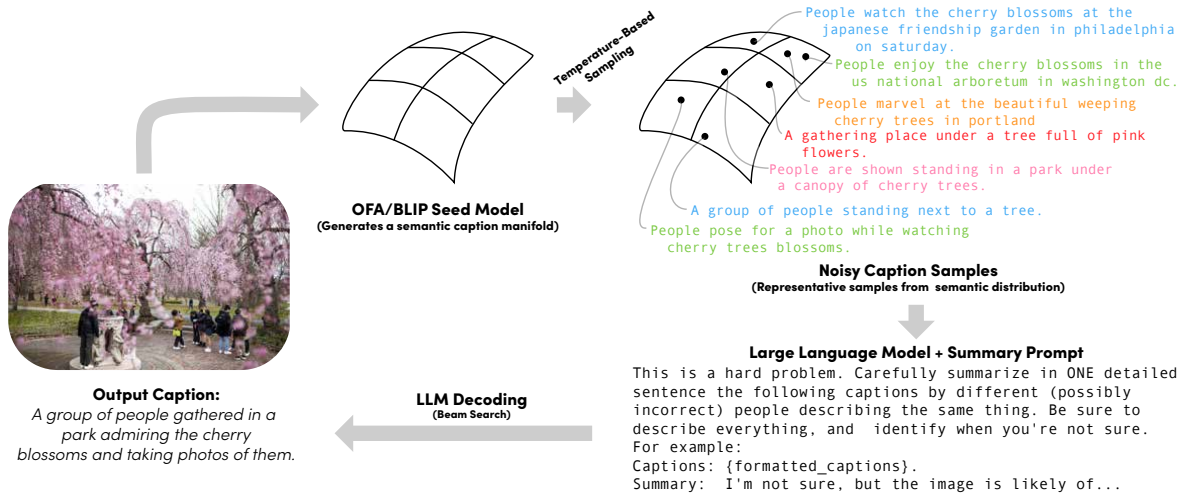 Temperature-Based
Sampling
People watch the cherry blossoms at the
japanese friendship garden in philadelphia
on saturday.
People enjoy the cherry blossoms in the
us national arboretum in washington dc.
People marvel at the beautiful weeping
cherry trees in portland
A gathering place under a tree full of pink
flowers.
People are shown standing in a park under
a canopy of cherry trees.
A group of people standing next to a tree.
People pose for a photo while watching
cherry trees blossoms.
OFA/BLIP Seed Model
(Generates a semantic caption manifold)
Noisy Caption Samples
(Representative samples from semantic distribution)
Large Language Model + Summary Prompt
This is a hard problem. Carefully summarize in ONE detailed
sentence the following captions by different (possibly
incorrect) people describing the same thing. Be sure to
describe everything, and identify when you're not sure.
For example:
Captions: {formatted_captions}.
Summary: I'm not sure, but the image is likely of...
LLM Decoding
(Beam Search)
Output Caption:
A group of people gathered in a
park admiring the cherry
blossoms and taking photos of them.